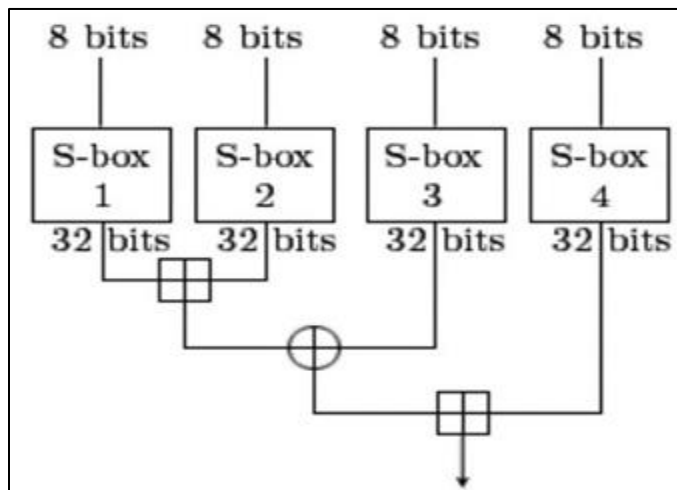 8 bits 8 bits 8 bits 8 bits
S-box S-box S-box S-box
1 2 3 4
32 bits 32 bits 32 bits 32 bits